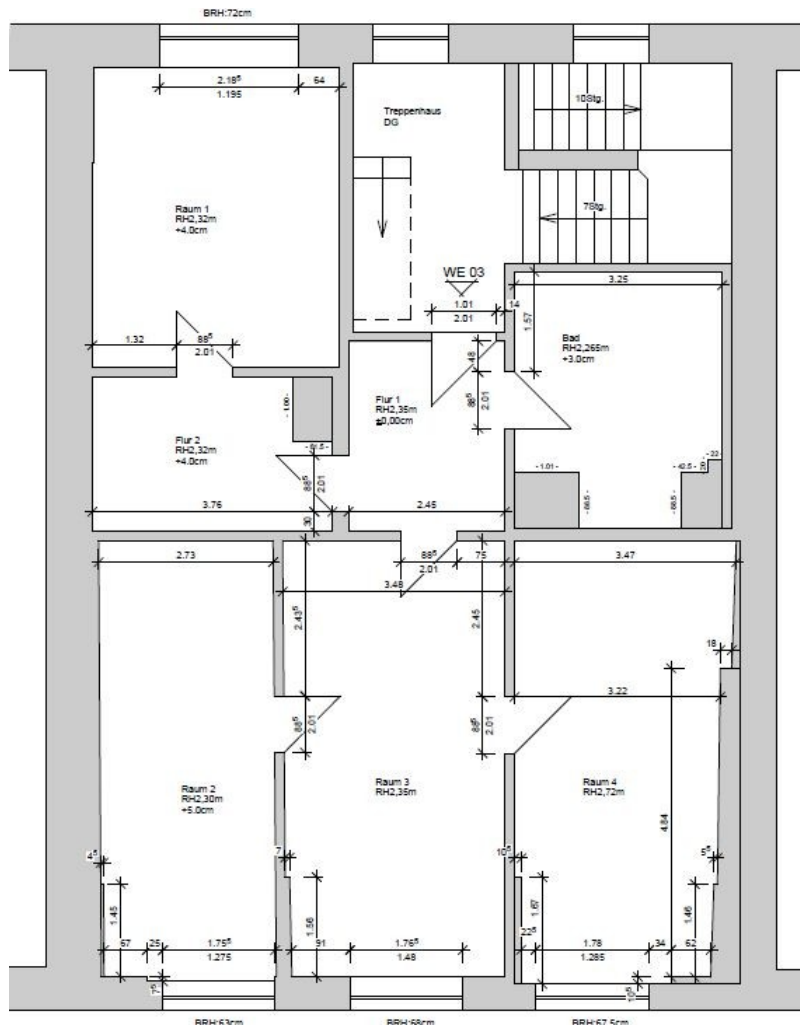 BRH:72cm
2.18⁵
64
1.195
Treppenhaus
DG
10Stg.
Raum 1
RH2,32m
+4.0cm
7Stg.
WE 03
3.25
1.01
14
2.01
1.57
Bad
RH2,265m
+3.0cm
1.32
88⁵
2.01
48
88⁵
2.01
Flur 1
RH2,35m
±0,00cm
- 1.00 -
Flur 2
RH2,32m
+4.0cm
- 61.5 -
88⁵
2.01
- 1.01 -
- 42.5 -
20
- 22 -
- 86.5 -
- 86.5 -
3.76
30
2.45
2.73
88⁵
75
2.01
3.47
3.48
2.43⁵
2.45
18
3.22
88⁵
2.01
88⁵
2.01
Raum 2
RH2,30m
+5.0cm
Raum 3
RH2,35m
Raum 4
RH2,72m
4.84
4⁵
7
10⁵
5⁵
1.45
1.56
1.67
1.46
67
25
1.75⁵
1.275
91
1.76⁵
1.48
22⁵
1.78
1.285
34
62
7⁵
10⁵
BRH:63cm
BRH:68cm
BRH:67,5cm